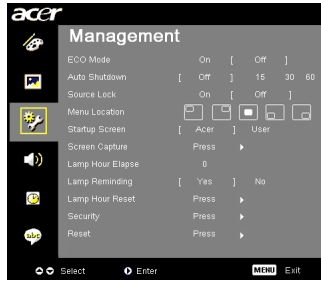 acer
Management
ECO Mode On [ Off ]
Auto Shutdown [ Off ] 15 30 60
Source Lock On [ Off ]
Menu Location
Startup Screen [ Acer ] User
Screen Capture Press
Lamp Hour Elapse 0
Lamp Reminding [ Yes ] No
Lamp Hour Reset Press
Security Press
Reset Press
abc
Select Enter MENU Exit